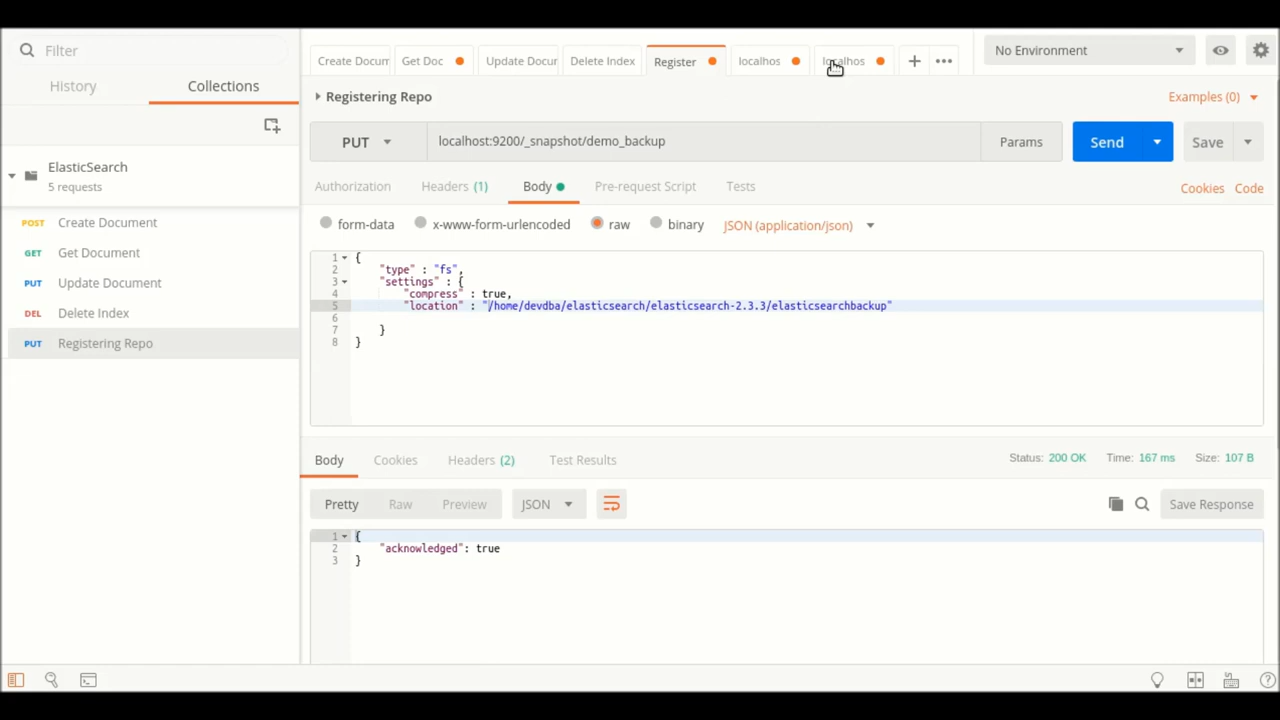 Filter
History
Collections
ElasticSearch
5 requests
POST Create Document
GET Get Document
PUT Update Document
DEL Delete Index
PUT Registering Repo
Create Docum Get Doc Update Docur Delete Index Register localhos localhos
No Environment
Registering Repo
Examples (0)
PUT localhost:9200/_snapshot/demo_backup Params Send Save
Authorization Headers (1) Body Pre-request Script Tests Cookies Code
form-data x-www-form-urlencoded raw binary JSON (application/json)
1 {
2 "type" : "fs",
3 "settings" : {
4 "compress" : true,
5 "location" : "/home/devdba/elasticsearch/elasticsearch-2.3.3/elasticsearchbackup"
6
7 }
8 }
Body Cookies Headers (2) Test Results Status: 200 OK Time: 167 ms Size: 107 B
Pretty Raw Preview JSON Save Response
1 {
2 "acknowledged": true
3 }